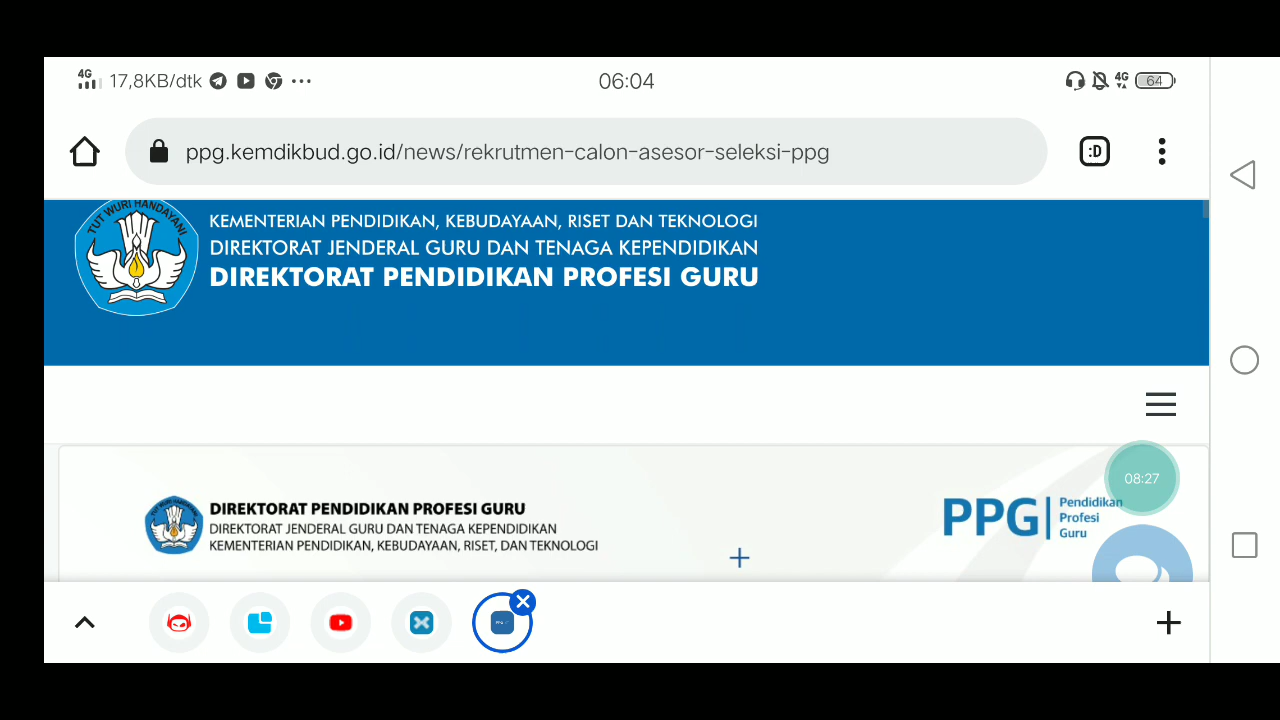 4G 17,8KB/dtk ... 06:04 4G 64
ppg.kemdikbud.go.id/news/rekrutmen-calon-asesor-seleksi-ppg :D
TUT WURI HANDAYANI
KEMENTERIAN PENDIDIKAN, KEBUDAYAAN, RISET DAN TEKNOLOGI
DIREKTORAT JENDERAL GURU DAN TENAGA KEPENDIDIKAN
DIREKTORAT PENDIDIKAN PROFESI GURU
08:27
DIREKTORAT PENDIDIKAN PROFESI GURU
DIREKTORAT JENDERAL GURU DAN TENAGA KEPENDIDIKAN
KEMENTERIAN PENDIDIKAN, KEBUDAYAAN, RISET, DAN TEKNOLOGI
PPG
Pendidikan
Profesi
Guru